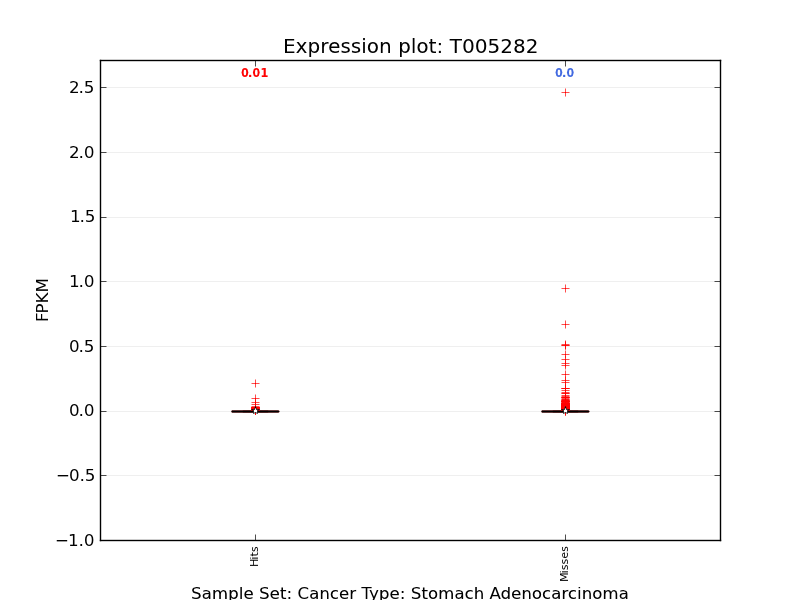 Expression plot: T005282
0.01
0.0
2.5
2.0
1.5
1.0
0.5
0.0
−0.5
−1.0
FPKM
Hits
Misses
Sample Set: Cancer Type: Stomach Adenocarcinoma